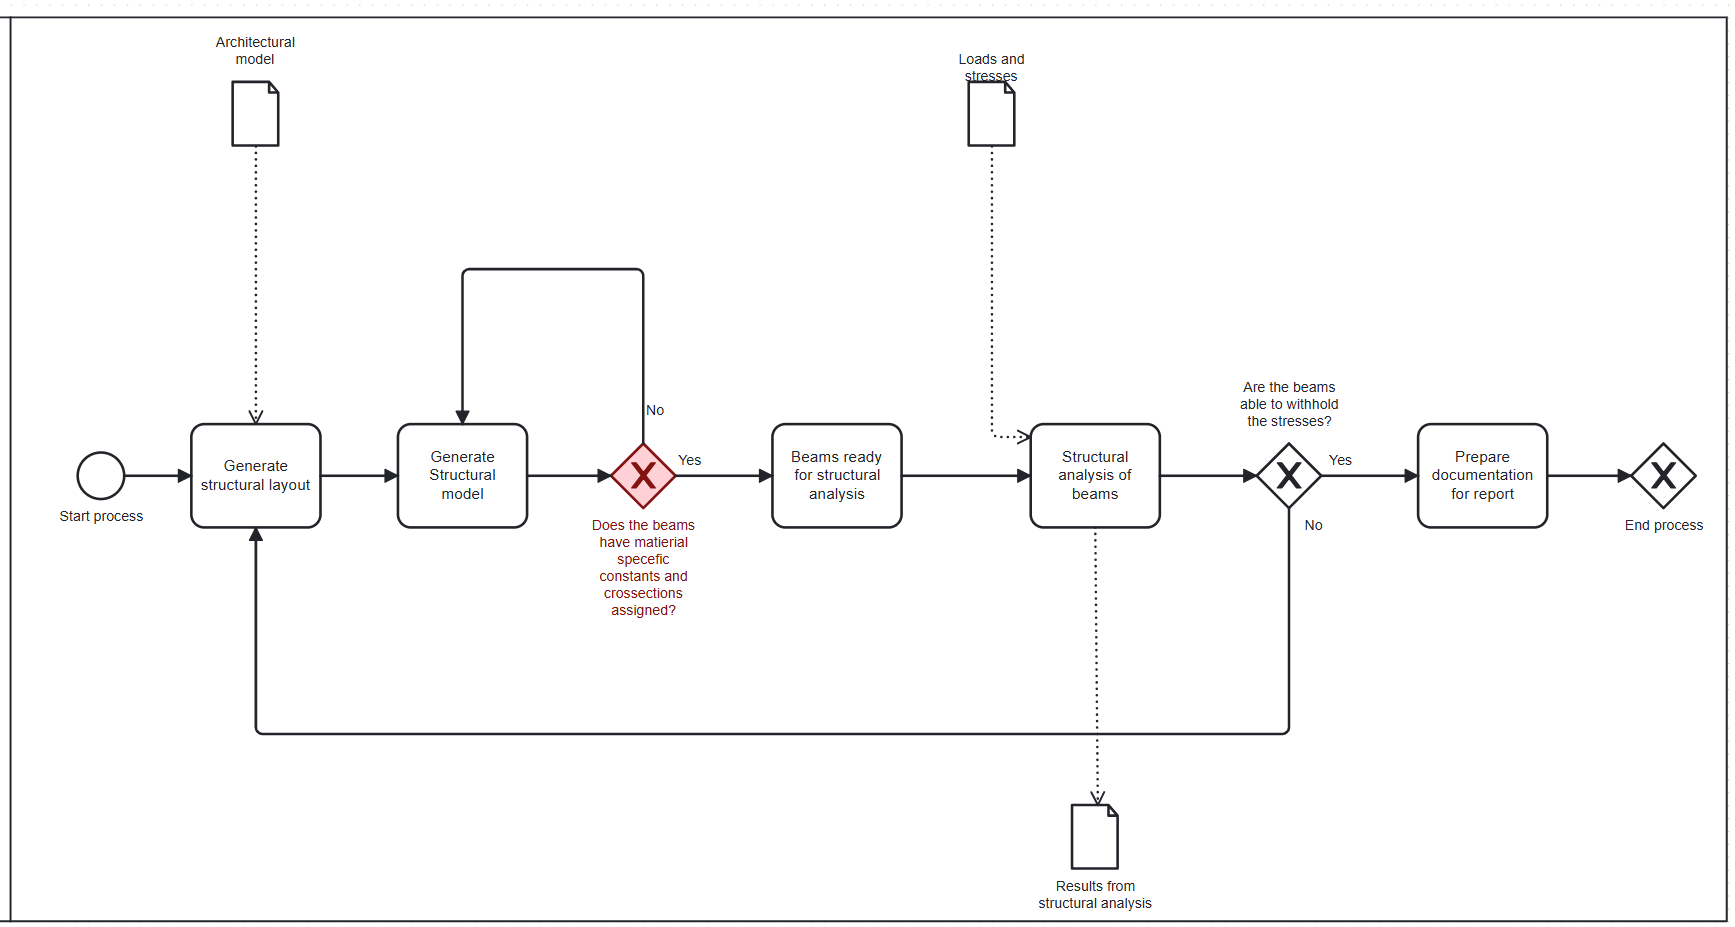 Architectural
model
Loads and
stresses
No
Are the beams
able to withhold
the stresses?
Start process
Generate
structural layout
Generate
Structural
model
Yes
Does the beams
have matierial
specefic
constants and
crossections
assigned?
Beams ready
for structural
analysis
Structural
analysis of
beams
Yes
No
Prepare
documentation
for report
End process
Results from
structural analysis